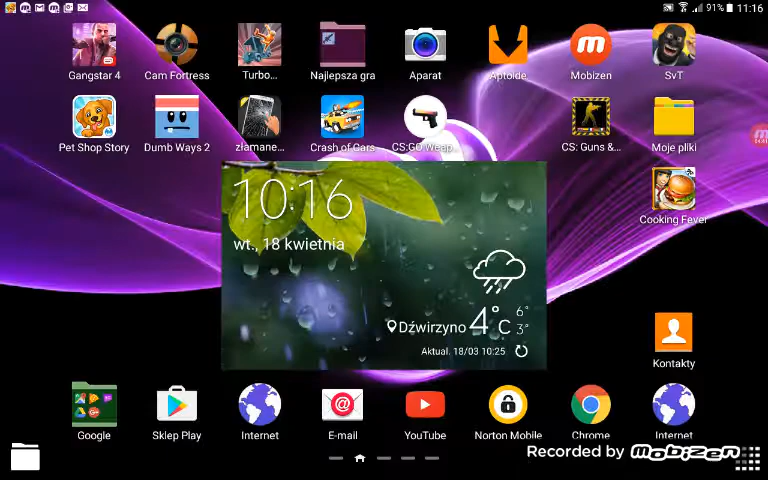 91% 11:16
Gangstar 4
Cam Fortress
Turbo...
Najlepsza gra
Aparat
Aptoide
Mobizen
SvT
Pet Shop Story
Dumb Ways 2
złamane...
Crash of Cars
CS:GO Weap...
CS: Guns &...
Moje pliki
Cooking Fever
10:16
wt., 18 kwietnia
Dźwirzyno 4°C 6° 3°
Aktual. 18/03 10:25
Kontakty
Google
Sklep Play
Internet
E-mail
YouTube
Norton Mobile
Chrome
Internet
Recorded by Mobizen